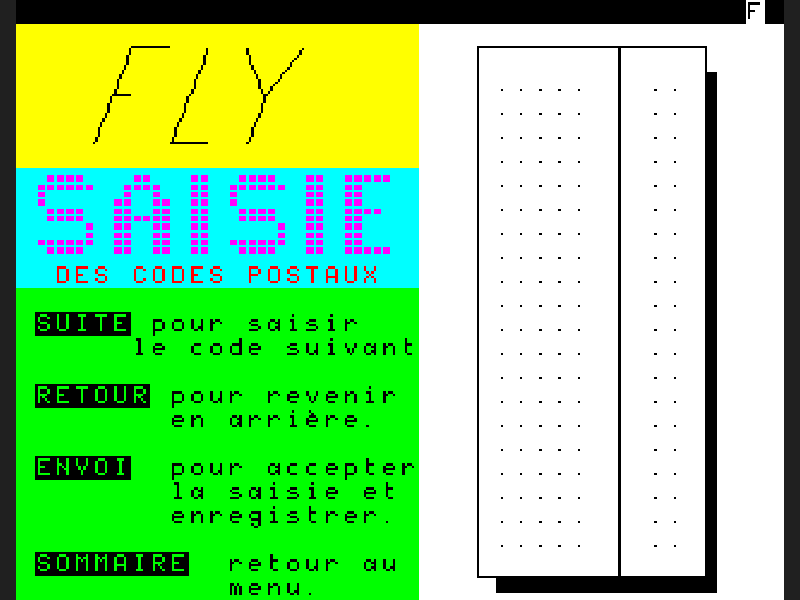 F
FLY
SAISIE
DES CODES POSTAUX
SUITE pour saisir
le code suivant
RETOUR pour revenir
en arrière.
ENVOI pour accepter
la saisie et
enregistrer.
SOMMAIRE retour au
menu.